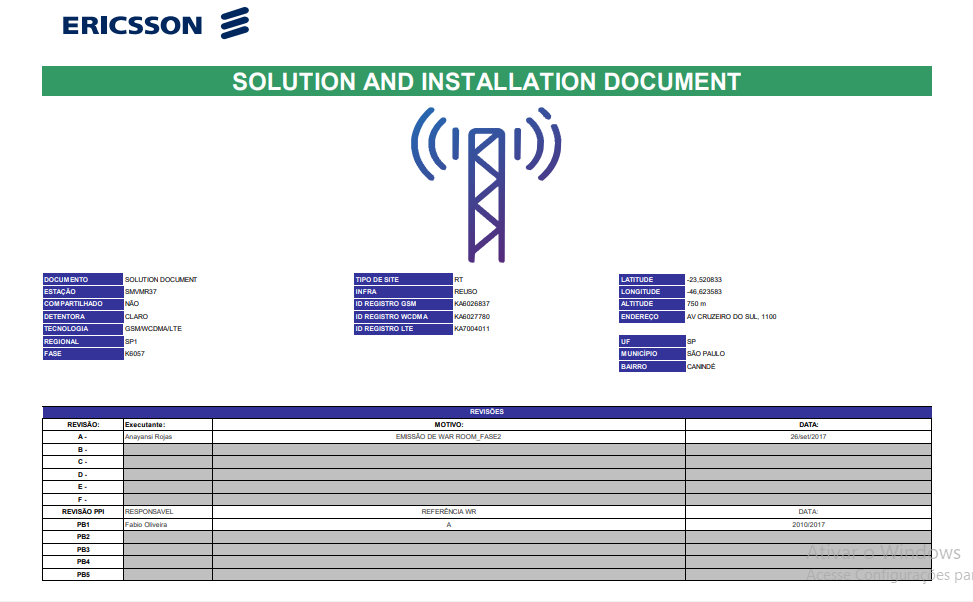 ERICSSON
SOLUTION AND INSTALLATION DOCUMENT
DOCUMENTO SOLUTION DOCUMENT TIPO DE SITE RT LATITUDE -23,520833
ESTAÇÃO SMVMR37 INFRA REUSO LONGITUDE -46,623583
COMPARTILHADO NÃO ID REGISTRO GSM KA6026837 ALTITUDE 750 m
DETENTORA CLARO ID REGISTRO WCDMA KA6027780 ENDEREÇO AV CRUZEIRO DO SUL, 1100
TECNOLOGIA GSM/WCDMA/LTE ID REGISTRO LTE KA7004011
REGIONAL SP1 UF SP
FASE K6057 MUNICÍPIO SÃO PAULO
BAIRRO CANINDÉ
REVISÕES
REVISÃO: Executante: MOTIVO: DATA:
A - Anayansi Rojas EMISSÃO DE WAR ROOM_FASE2 26/set/2017
B -
C -
D -
E -
F -
REVISÃO PPI RESPONSAVEL REFERÊNCIA WR DATA:
PB1 Fabio Oliveira A 2010/2017
PB2
PB3
PB4
PB5
Ativar o Windows
Acesse Configurações par